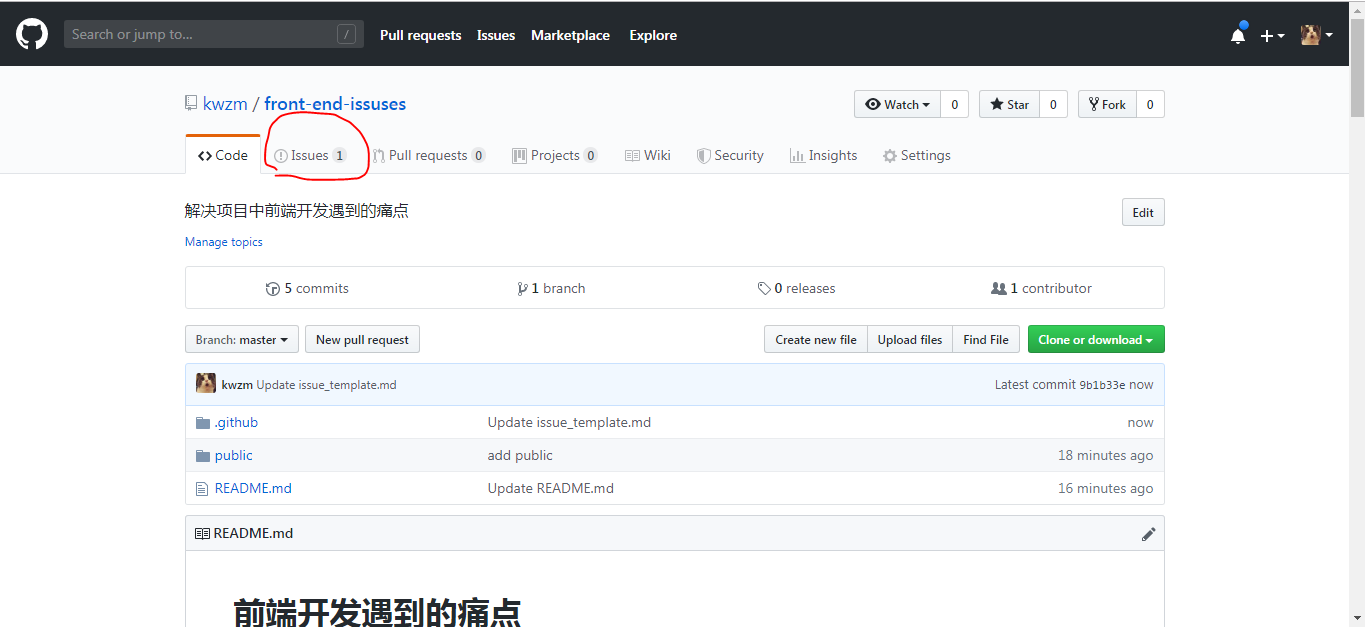 Search or jump to... / Pull requests Issues Marketplace Explore
kwzm / front-end-issuses Watch 0 Star 0 Fork 0
Code Issues 1 Pull requests 0 Projects 0 Wiki Security Insights Settings
解决项目中前端开发遇到的痛点 Edit
Manage topics
5 commits 1 branch 0 releases 1 contributor
Branch: master New pull request Create new file Upload files Find File Clone or download
kwzm Update issue_template.md Latest commit 9b1b33e now
.github Update issue_template.md now
public add public 18 minutes ago
README.md Update README.md 16 minutes ago
README.md
前端开发遇到的痛点